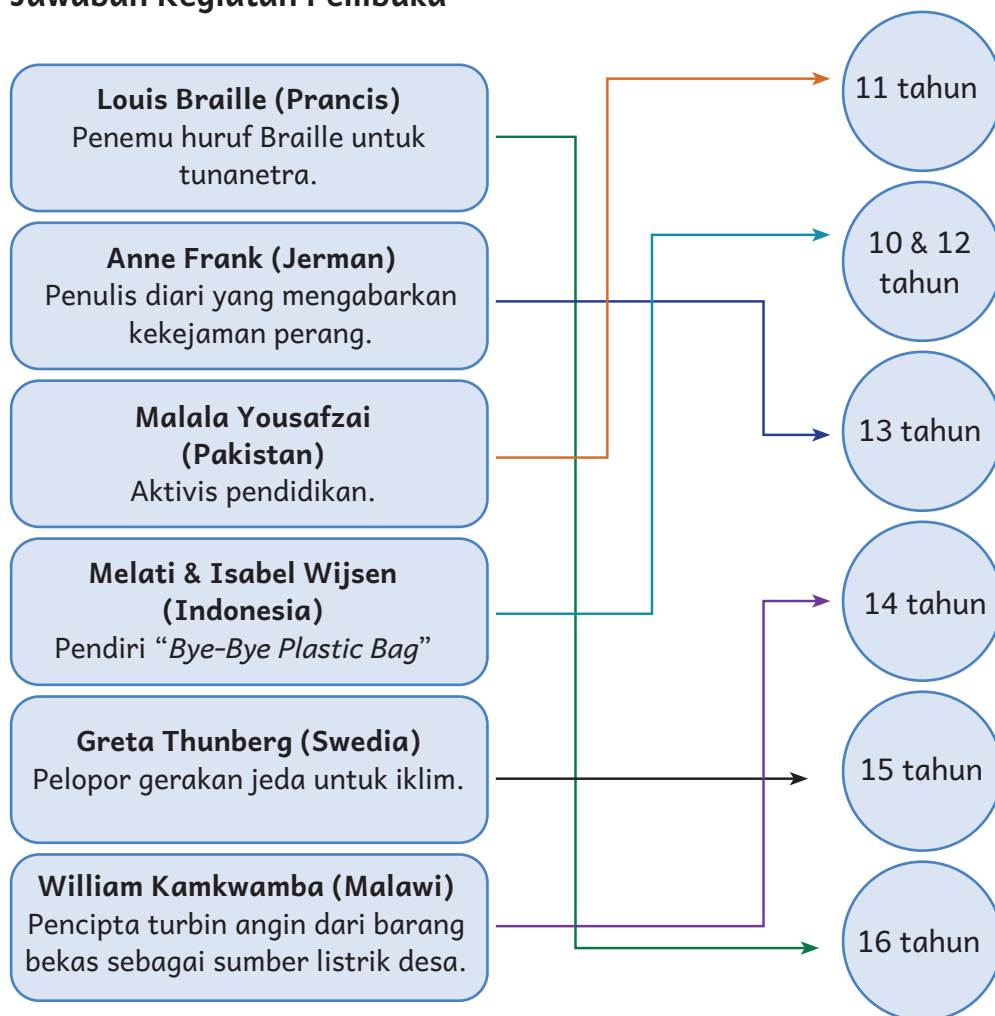 Jawaban Kegiatan Pembuka
Louis Braille (Prancis)
Penemu huruf Braille untuk
tunanetra.
Anne Frank (Jerman)
Penulis diari yang mengabarkan
kekejaman perang.
Malala Yousafzai
(Pakistan)
Aktivis pendidikan.
Melati & Isabel Wijsen
(Indonesia)
Pendiri “Bye-Bye Plastic Bag”
Greta Thunberg (Swedia)
Pelopor gerakan jeda untuk iklim.
William Kamkwamba (Malawi)
Pencipta turbin angin dari barang
bekas sebagai sumber listrik desa.
11 tahun
10 & 12
tahun
13 tahun
14 tahun
15 tahun
16 tahun